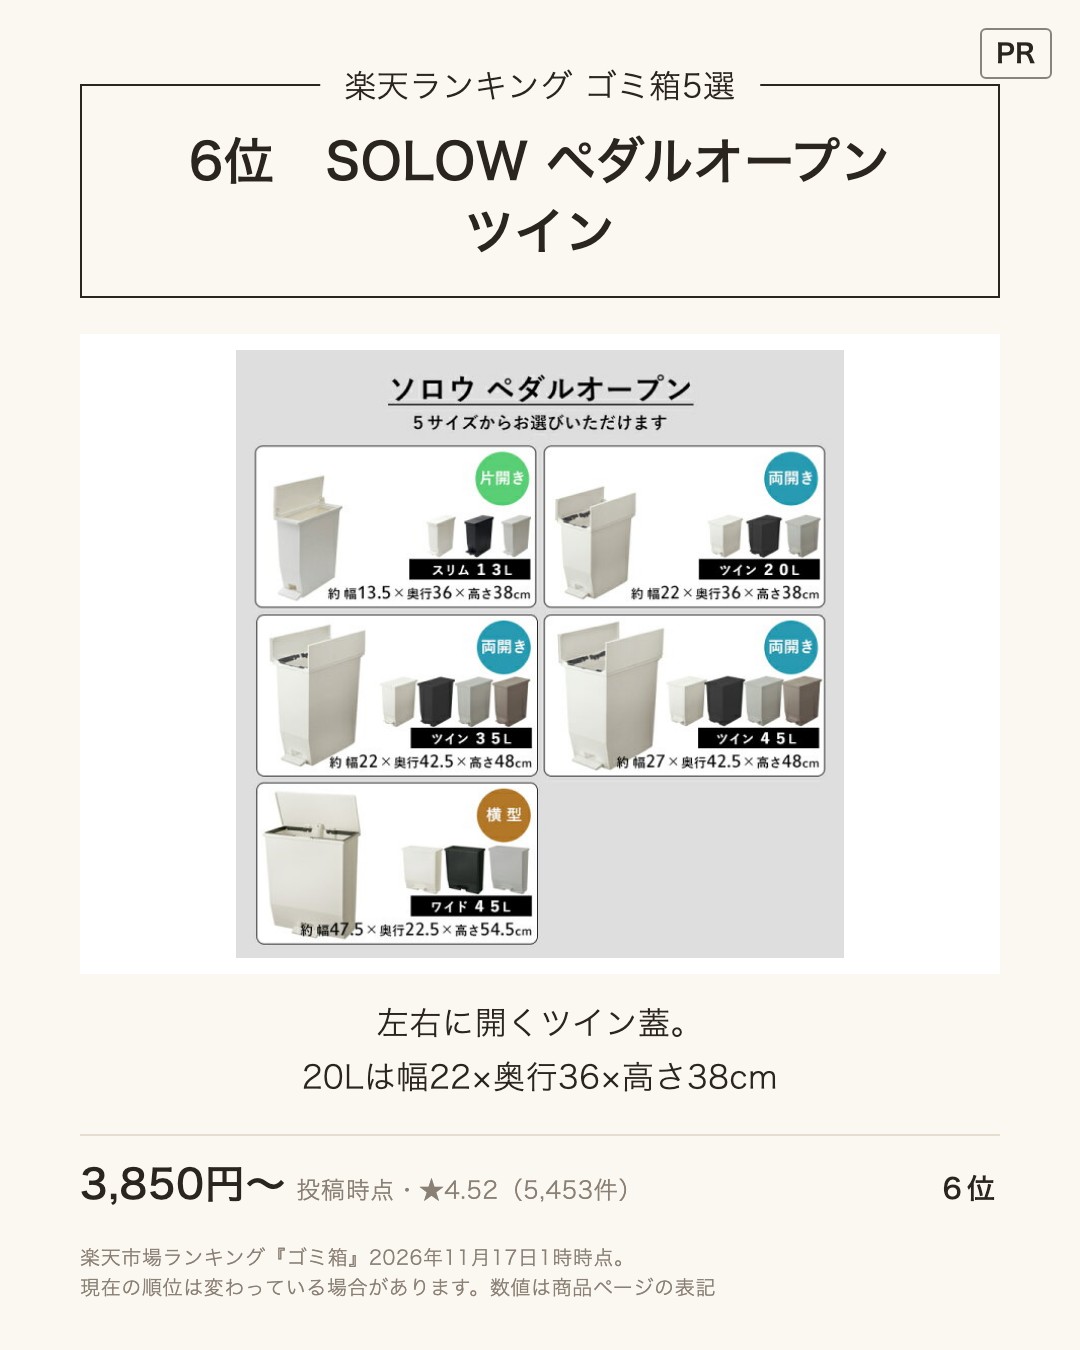 PR
楽天ランキング ゴミ箱5選
6位　SOLOW ペダルオープン
ツイン
ソロウ ペダルオープン
5サイズからお選びいただけます
片開き
スリム 13L
約 幅13.5×奥行36×高さ38cm
両開き
ツイン 20L
約 幅22×奥行36×高さ38cm
両開き
ツイン 35L
約 幅22×奥行42.5×高さ48cm
両開き
ツイン 45L
約 幅27×奥行42.5×高さ48cm
横型
ワイド 45L
約 幅47.5×奥行22.5×高さ54.5cm
左右に開くツイン蓋。
20Lは幅22×奥行36×高さ38cm
3,850円〜 投稿時点・★4.52（5,453件）
6位
楽天市場ランキング『ゴミ箱』2026年11月17日1時時点。
現在の順位は変わっている場合があります。数値は商品ページの表記